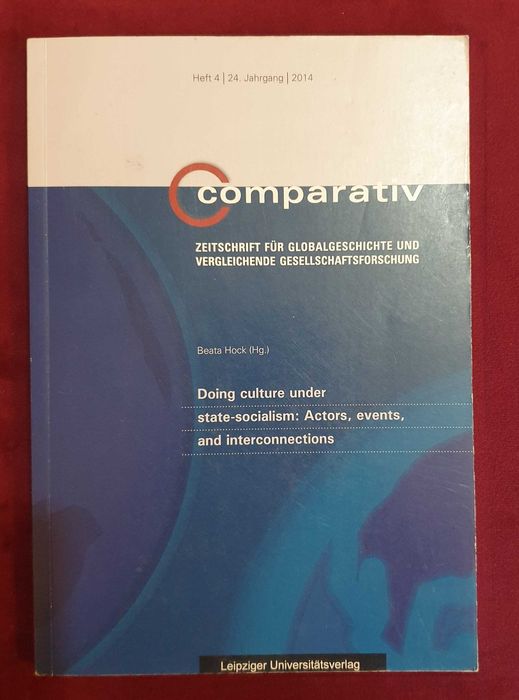 Heft 4 | 24. Jahrgang | 2014
comparativ
ZEITSCHRIFT FÜR GLOBALGESCHICHTE UND
VERGLEICHENDE GESELLSCHAFTSFORSCHUNG
Beata Hock (Hg.)
Doing culture under
state-socialism: Actors, events,
and interconnections
Leipziger Universitätsverlag